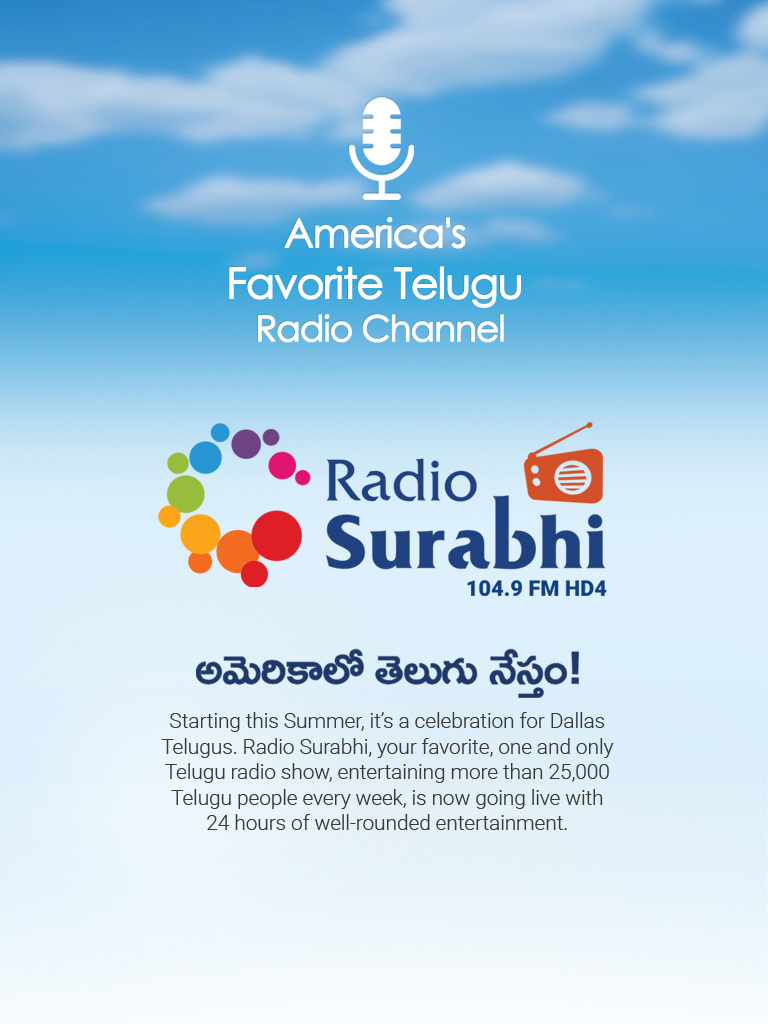 America's
Favorite Telugu
Radio Channel
Radio
Surabhi
104.9 FM HD4
అమెరికాలో తెలుగు నేస్తం!
Starting this Summer, it’s a celebration for Dallas
Telugus. Radio Surabhi, your favorite, one and only
Telugu radio show, entertaining more than 25,000
Telugu people every week, is now going live with
24 hours of well-rounded entertainment.